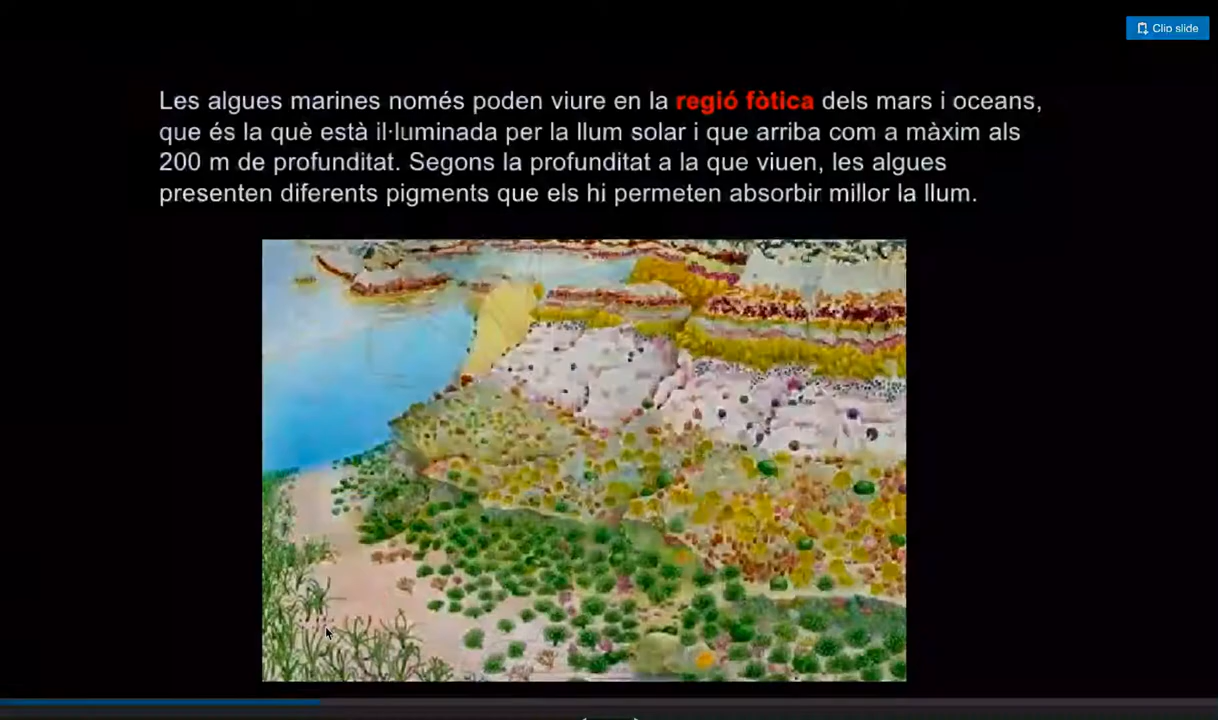 Clip slide
Les algues marines només poden viure en la regió fòtica dels mars i oceans,
que és la què està il·luminada per la llum solar i que arriba com a màxim als
200 m de profunditat. Segons la profunditat a la que viuen, les algues
presenten diferents pigments que els hi permeten absorbir millor la llum.